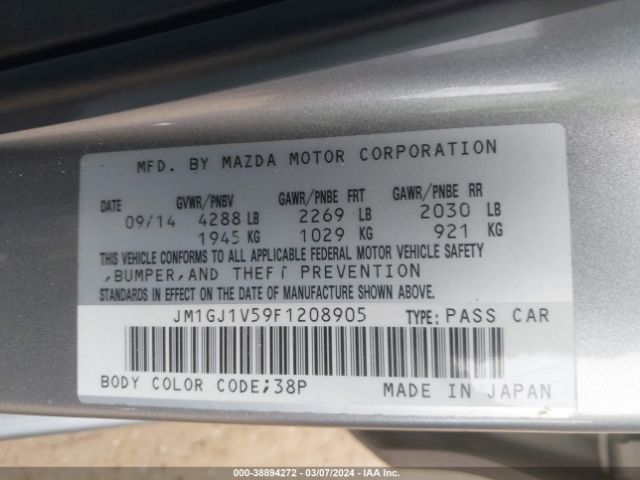 MFD. BY MAZDA MOTOR CORPORATION
DATE GVWR/PNBV GAWR/PNBE FRT GAWR/PNBE RR
09/14 4288 LB 2269 LB 2030 LB
1945 KG 1029 KG 921 KG
THIS VEHICLE CONFORMS TO ALL APPLICABLE FEDERAL MOTOR VEHICLE SAFETY
,BUMPER,AND THEFT PREVENTION
STANDARDS IN EFFECT ON THE DATE OF MANUFACTURE SHOWN ABOVE.
JM1GJ1V59F1208905 TYPE: PASS CAR
BODY COLOR CODE;38P MADE IN JAPAN
000-38894272 - 03/07/2024 - IAA Inc.